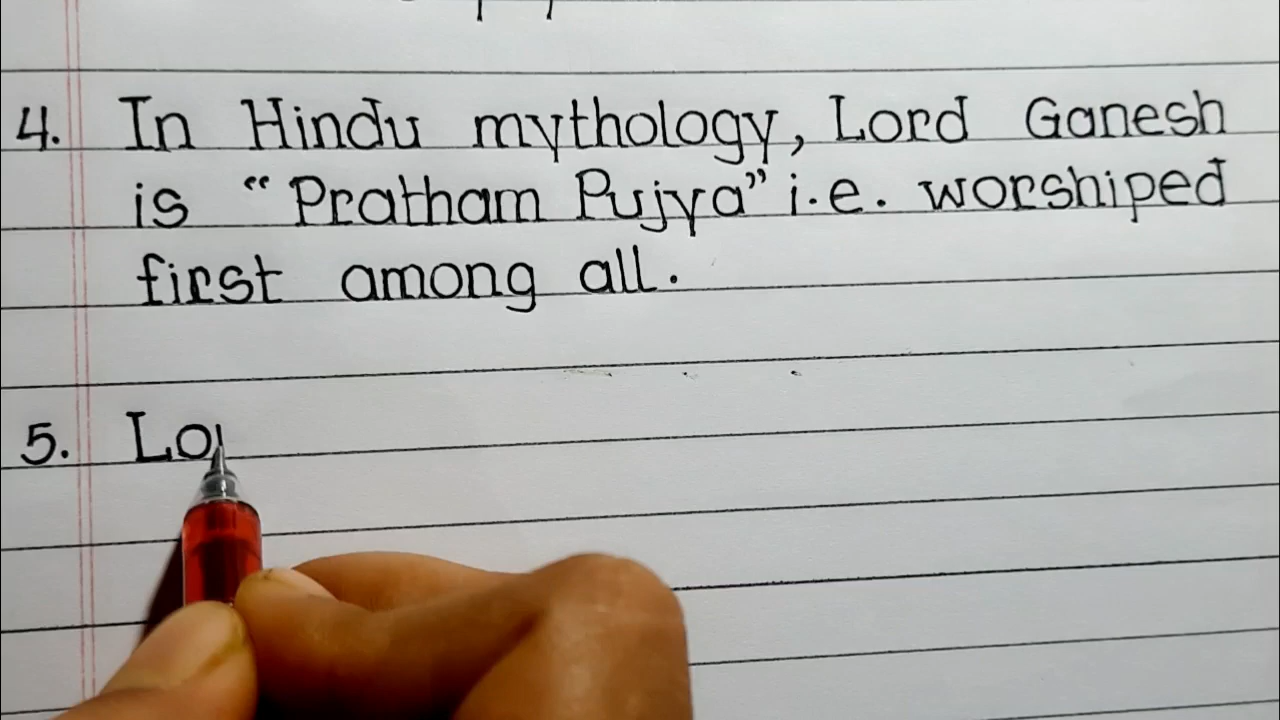 4. In Hindu mythology, Lord Ganesh
is “Pratham Pujya” i.e. worshiped
first among all.
5. Lo